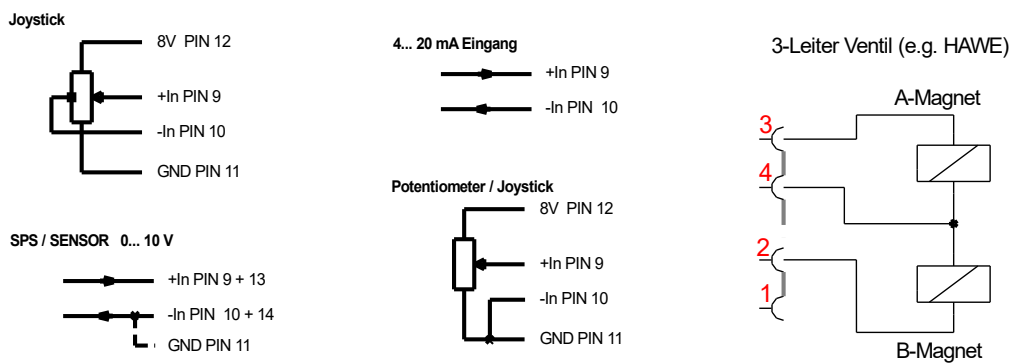 Joystick
8V PIN 12
+In PIN 9
-In PIN 10
GND PIN 11
SPS / SENSOR 0... 10 V
+In PIN 9 + 13
-In PIN 10 + 14
GND PIN 11
4... 20 mA Eingang
+In PIN 9
-In PIN 10
Potentiometer / Joystick
8V PIN 12
+In PIN 9
-In PIN 10
GND PIN 11
3-Leiter Ventil (e.g. HAWE)
A-Magnet
3
4
2
1
B-Magnet